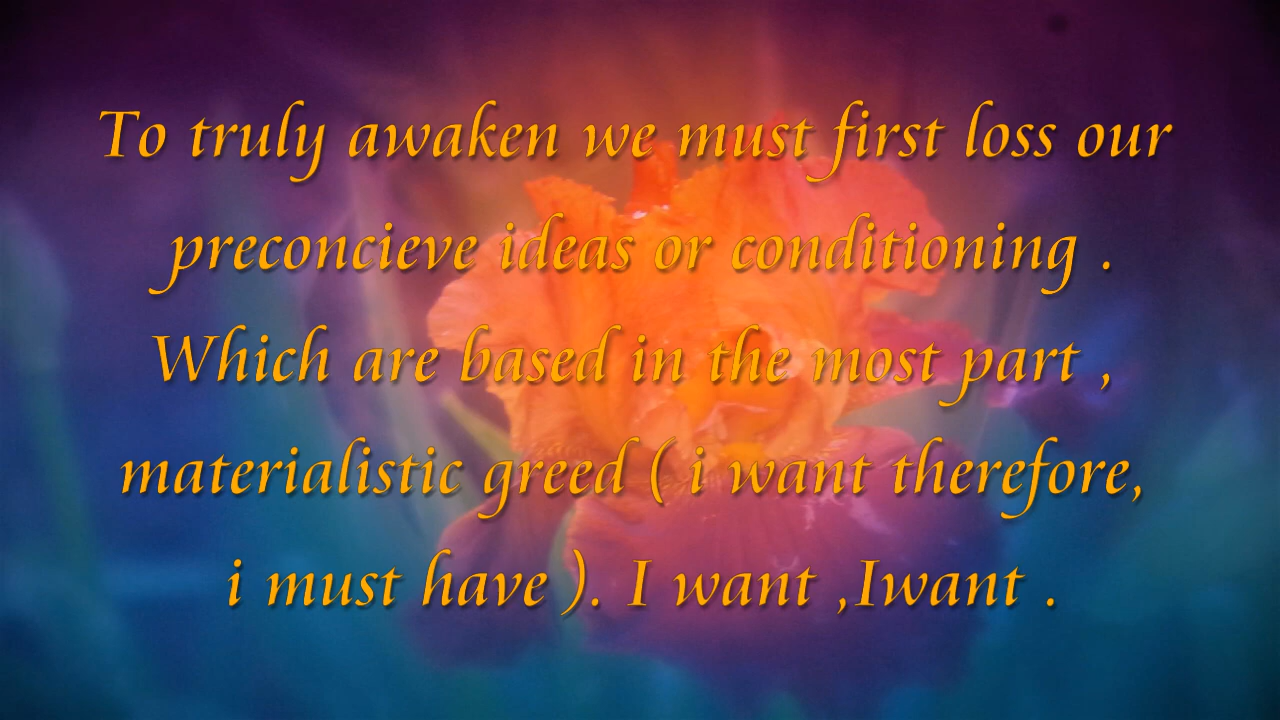 To truly awaken we must first loss our
preconcieve ideas or conditioning .
Which are based in the most part ,
materialistic greed ( i want therefore,
i must have ). I want ,Iwant .